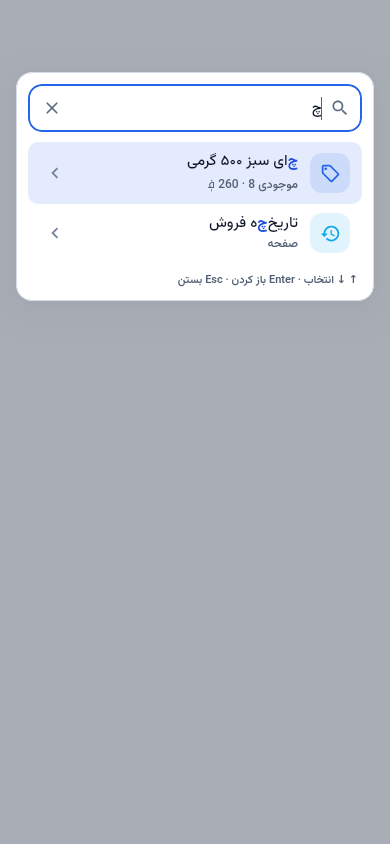 چ
چای سبز ۵۰۰ گرمی
موجودی 8 · 260 ؋
تاریخچه فروش
صفحه
↑ ↓ انتخاب · Enter باز کردن · Esc بستن